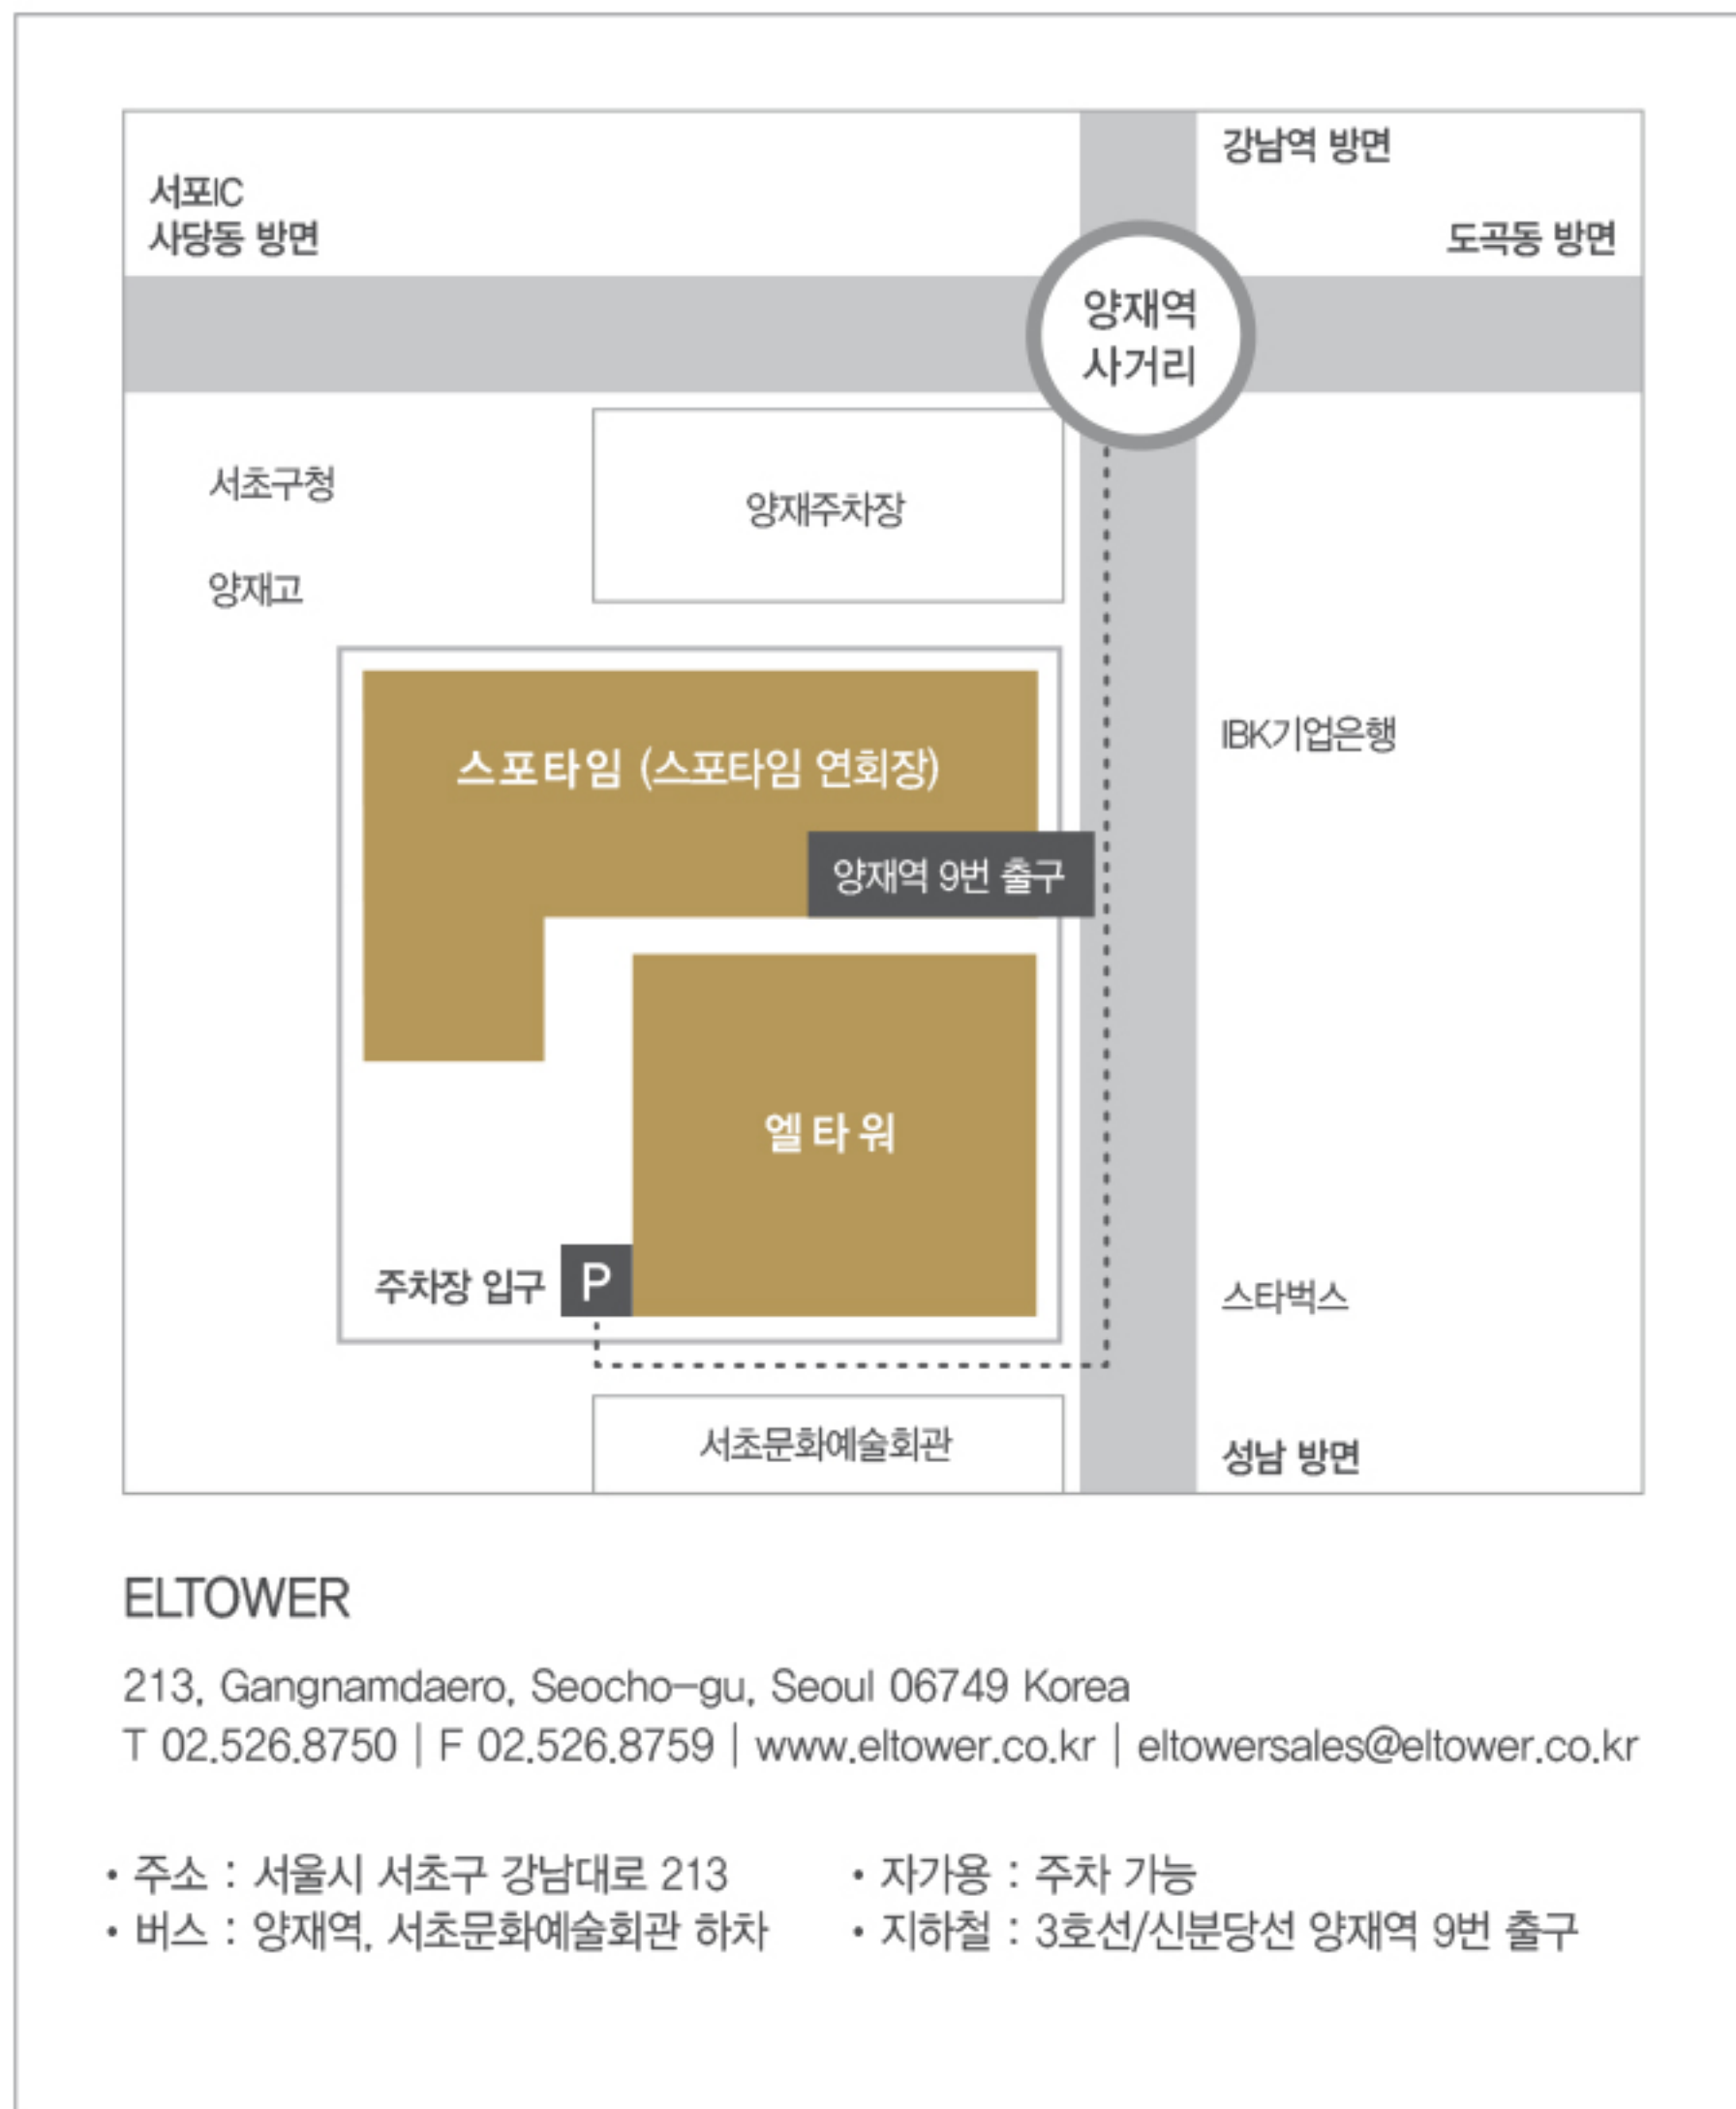 강남역 방면
서포IC
사당동 방면
도곡동 방면
양재역
사거리
서초구청
양재주차장
양재고
IBK기업은행
스포타임 (스포타임 연회장)
양재역 9번 출구
엘타워
주차장 입구 P
스타벅스
서초문화예술회관
성남 방면
ELTOWER
213, Gangnamdaero, Seocho-gu, Seoul 06749 Korea
T 02.526.8750 | F 02.526.8759 | www.eltower.co.kr | eltowersales@eltower.co.kr
• 주소 : 서울시 서초구 강남대로 213
• 자가용 : 주차 가능
• 버스 : 양재역, 서초문화예술회관 하차
• 지하철 : 3호선/신분당선 양재역 9번 출구